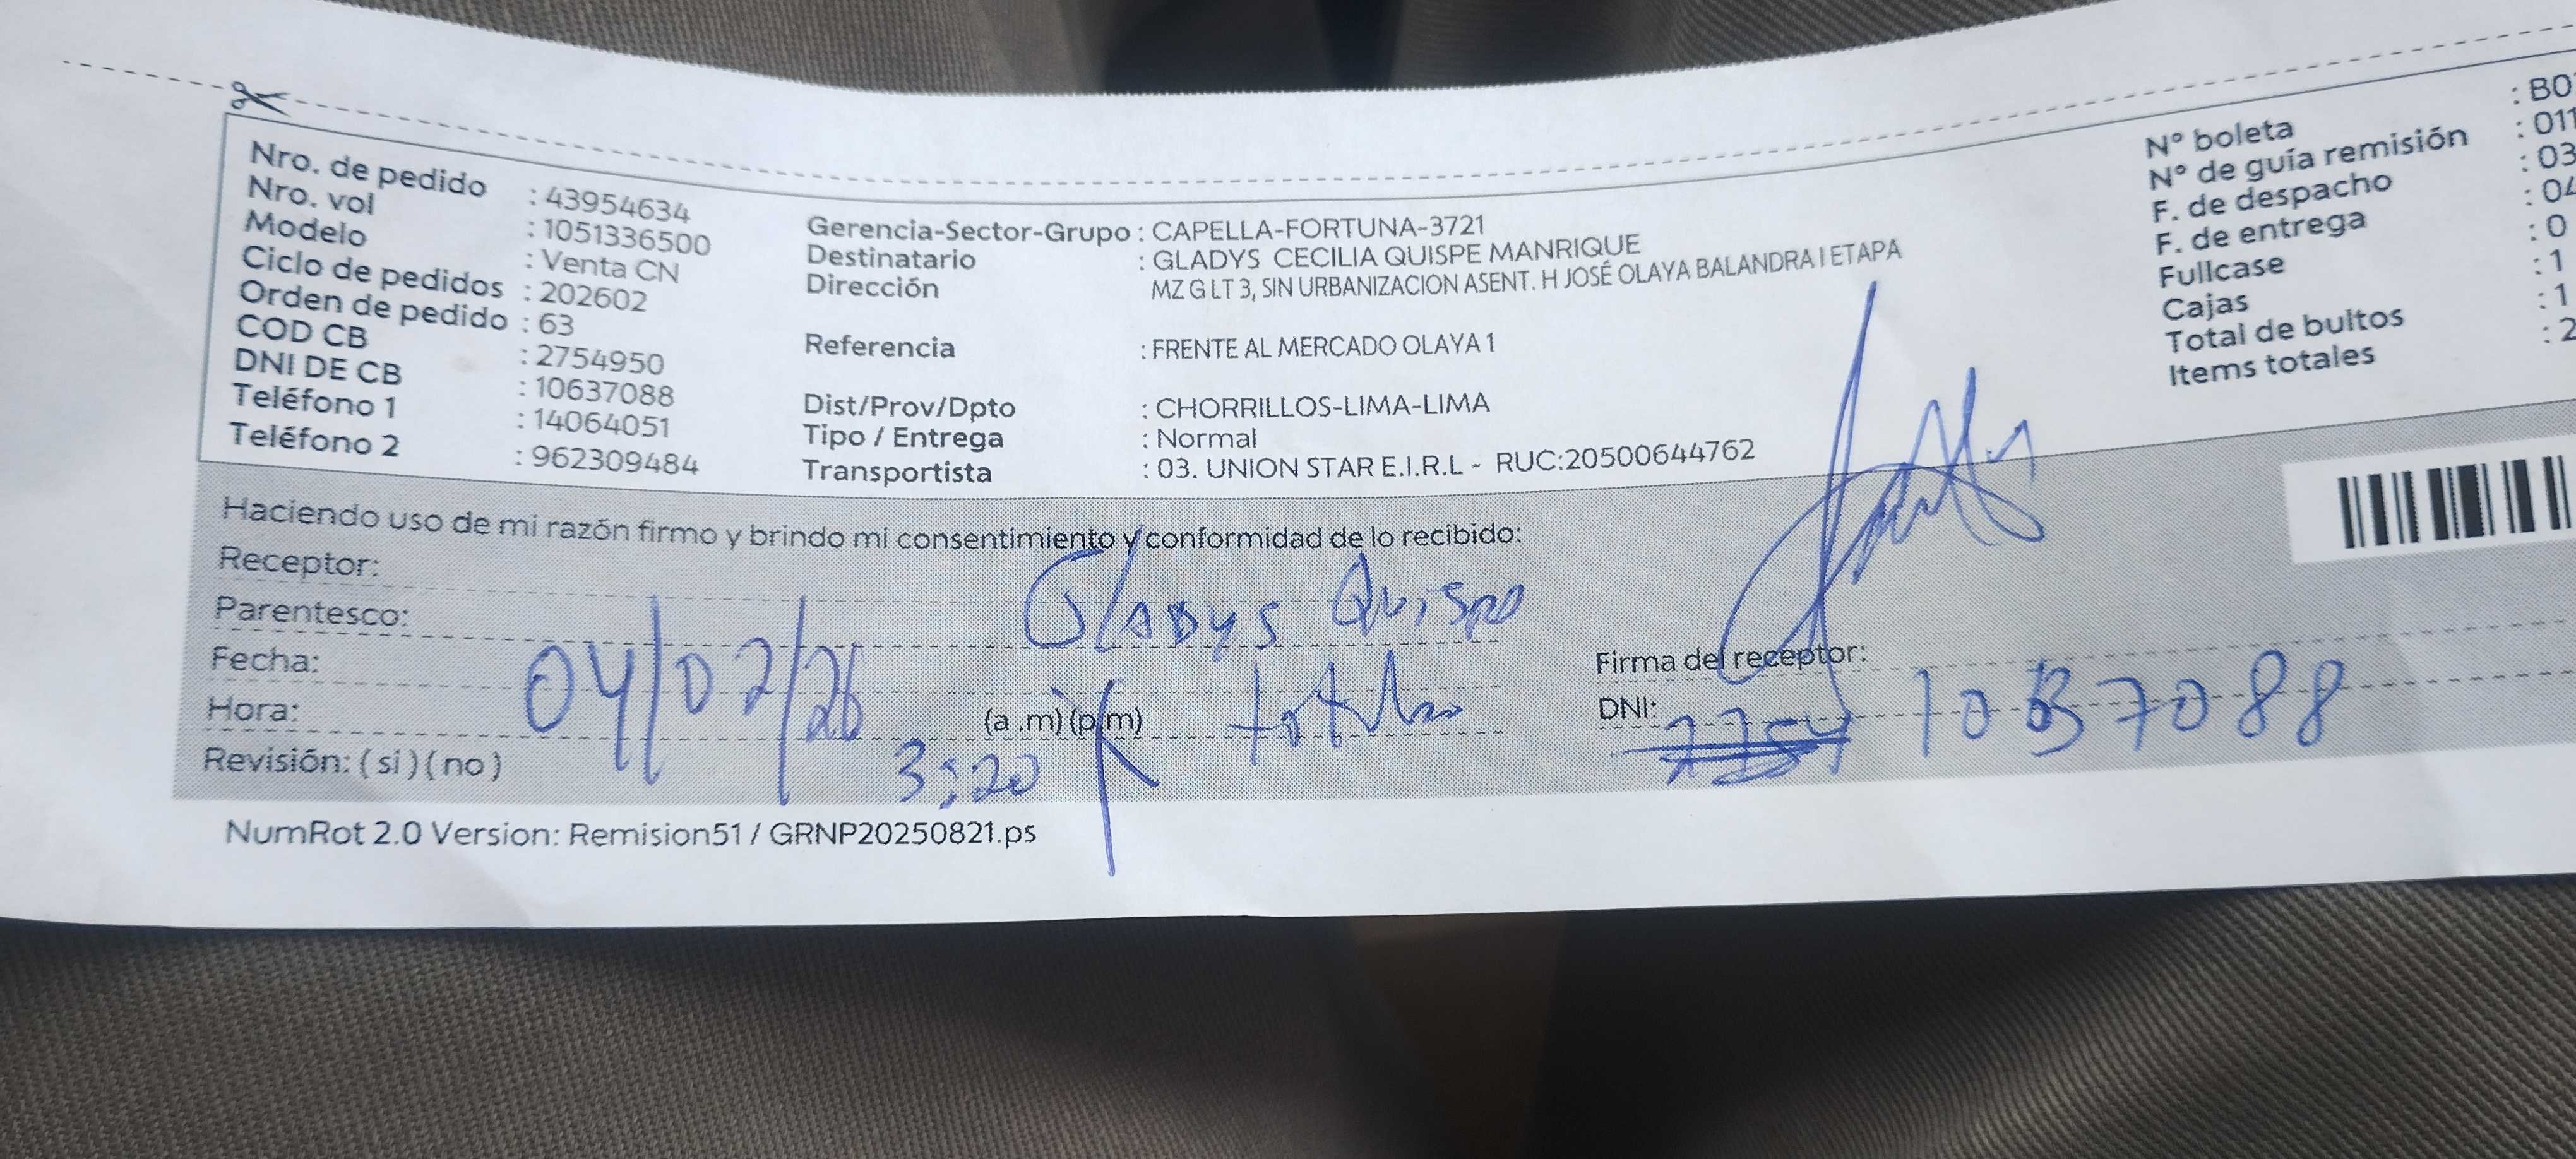 Nro. de pedido : 43954634
Nro. vol : 1051336500
Modelo : Venta CN
Ciclo de pedidos : 202602
Orden de pedido : 63
COD CB : 2754950
DNI DE CB : 10637088
Teléfono 1 : 14064051
Teléfono 2 : 962309484
Gerencia-Sector-Grupo : CAPELLA-FORTUNA-3721
Destinatario : GLADYS CECILIA QUISPE MANRIQUE
Dirección MZ G LT 3, SIN URBANIZACION ASENT. H JOSÉ OLAYA BALANDRA I ETAPA
Referencia : FRENTE AL MERCADO OLAYA 1
Dist/Prov/Dpto : CHORRILLOS-LIMA-LIMA
Tipo / Entrega : Normal
Transportista : 03. UNION STAR E.I.R.L - RUC:20500644762
N° boleta : B0
N° de guía remisión : 011
F. de despacho : 03
F. de entrega : 04
Fullcase : 0
Cajas : 1
Total de bultos : 1
Items totales : 2
Haciendo uso de mi razón firmo y brindo mi consentimiento y conformidad de lo recibido:
Receptor: Gladys Quispe
Parentesco:
Fecha: 04/02/26
Hora: 3:20 (a .m) (p.m)
Revisión: ( si ) ( no )
Firma del receptor:
DNI: 10637088
NumRot 2.0 Version: Remision51 / GRNP20250821.ps